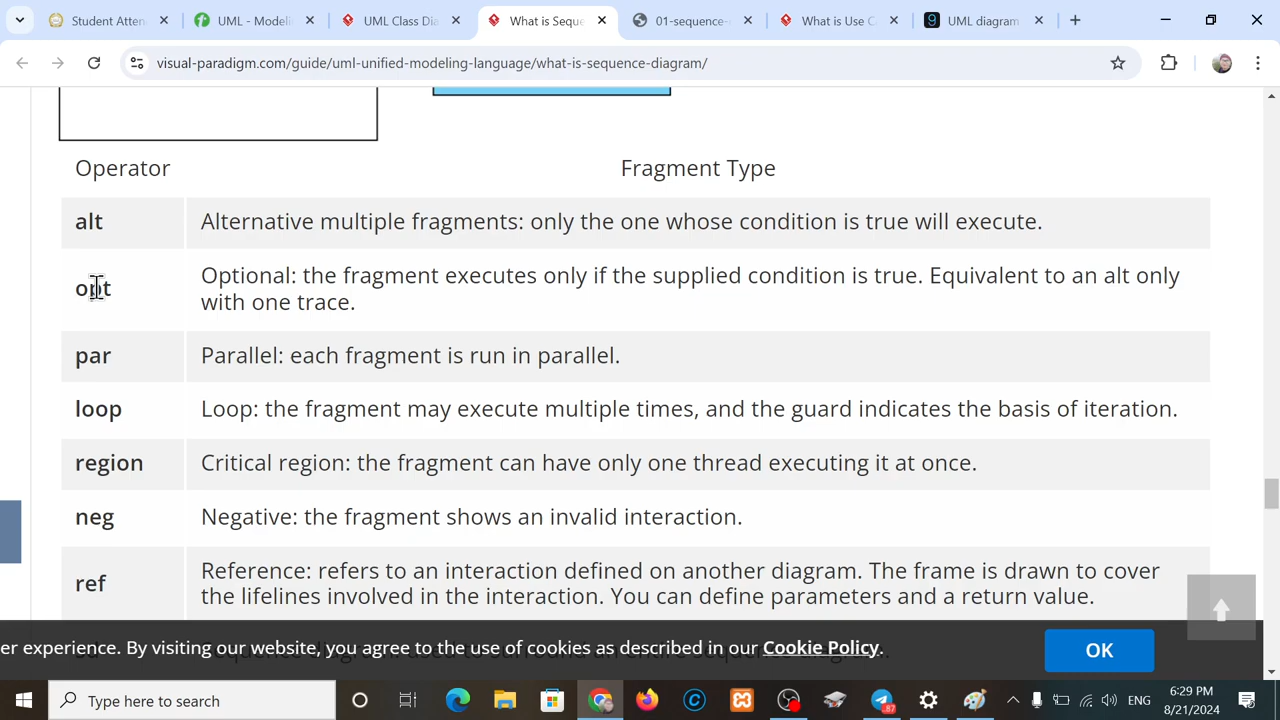 Student Atten
UML - Modeli
UML Class Dia
What is Seque
01-sequence-
What is Use C
UML diagram
visual-paradigm.com/guide/uml-unified-modeling-language/what-is-sequence-diagram/
Operator Fragment Type
alt Alternative multiple fragments: only the one whose condition is true will execute.
opt Optional: the fragment executes only if the supplied condition is true. Equivalent to an alt only
with one trace.
par Parallel: each fragment is run in parallel.
loop Loop: the fragment may execute multiple times, and the guard indicates the basis of iteration.
region Critical region: the fragment can have only one thread executing it at once.
neg Negative: the fragment shows an invalid interaction.
ref Reference: refers to an interaction defined on another diagram. The frame is drawn to cover
the lifelines involved in the interaction. You can define parameters and a return value.
er experience. By visiting our website, you agree to the use of cookies as described in our Cookie Policy.
OK
Type here to search
87
ENG
6:29 PM
8/21/2024